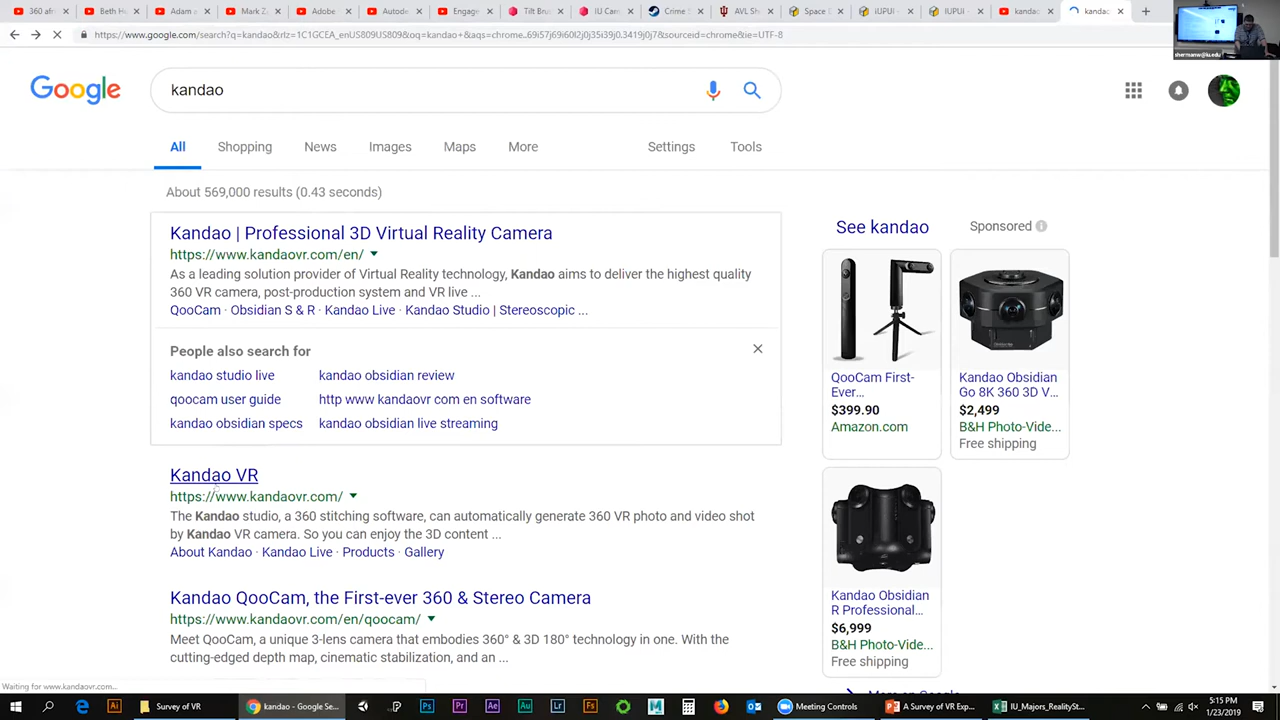 360 afr
Beth Hu
Adam s
Mark Z
Adobe
Autode
Engage
Tilt Brus
IU Cam
Crime S
AVL Sh
Space E
iUPUI -
iUPUI -
kandao
kandao
https://www.google.com/search?q=kandao&rlz=1C1GCEA_enUS809US809&oq=kandao+&aqs=chrome..69i57j69i60l2j0j35i39j0.3419j0j7&sourceid=chrome&ie=UTF-8
shermanw@iu.edu
Google
kandao
All Shopping News Images Maps More Settings Tools
About 569,000 results (0.43 seconds)
Kandao | Professional 3D Virtual Reality Camera
https://www.kandaovr.com/en/
As a leading solution provider of Virtual Reality technology, Kandao aims to deliver the highest quality
360 VR camera, post-production system and VR live ...
QooCam · Obsidian S & R · Kandao Live · Kandao Studio | Stereoscopic ...
People also search for
kandao studio live kandao obsidian review
qoocam user guide http www kandaovr com en software
kandao obsidian specs kandao obsidian live streaming
Kandao VR
https://www.kandaovr.com/
The Kandao studio, a 360 stitching software, can automatically generate 360 VR photo and video shot
by Kandao VR camera. So you can enjoy the 3D content ...
About Kandao · Kandao Live · Products · Gallery
Kandao QooCam, the First-ever 360 & Stereo Camera
https://www.kandaovr.com/en/qoocam/
Meet QooCam, a unique 3-lens camera that embodies 360° & 3D 180° technology in one. With the
cutting-edged depth map, cinematic stabilization, and an ...
See kandao
Sponsored
QooCam First-
Ever...
$399.90
Amazon.com
Kandao Obsidian
Go 8K 360 3D V...
$2,499
B&H Photo-Vide...
Free shipping
Kandao Obsidian
R Professional...
$6,999
B&H Photo-Vide...
Free shipping
More on Google
Waiting for www.kandaovr.com...
Survey of VR
kandao - Google Se...
Meeting Controls
A Survey of VR Exp...
IU_Majors_RealitySt...
5:15 PM
1/23/2019